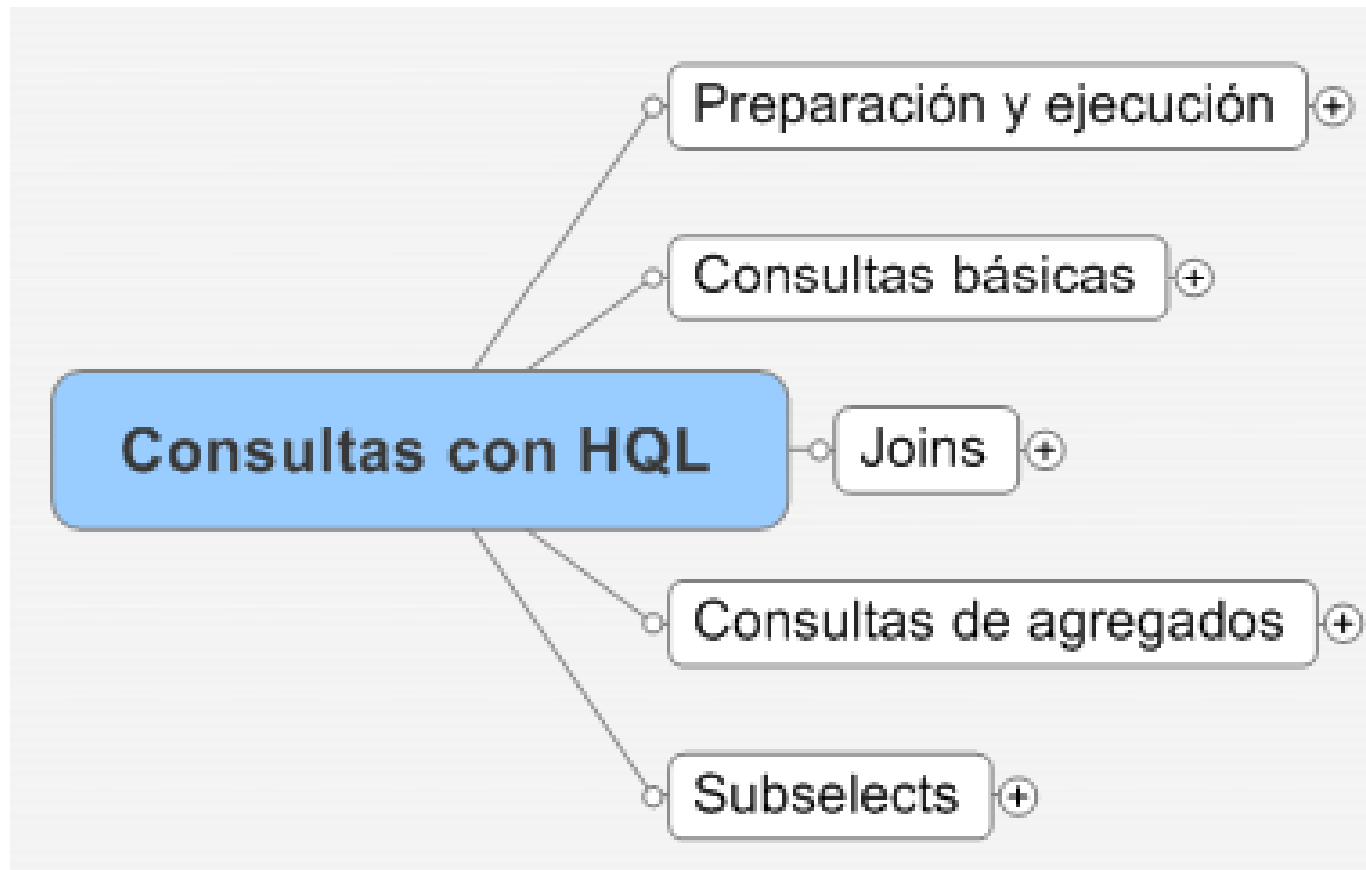 Preparación y ejecución
Consultas básicas
Consultas con HQL
Joins
Consultas de agregados
Subselects